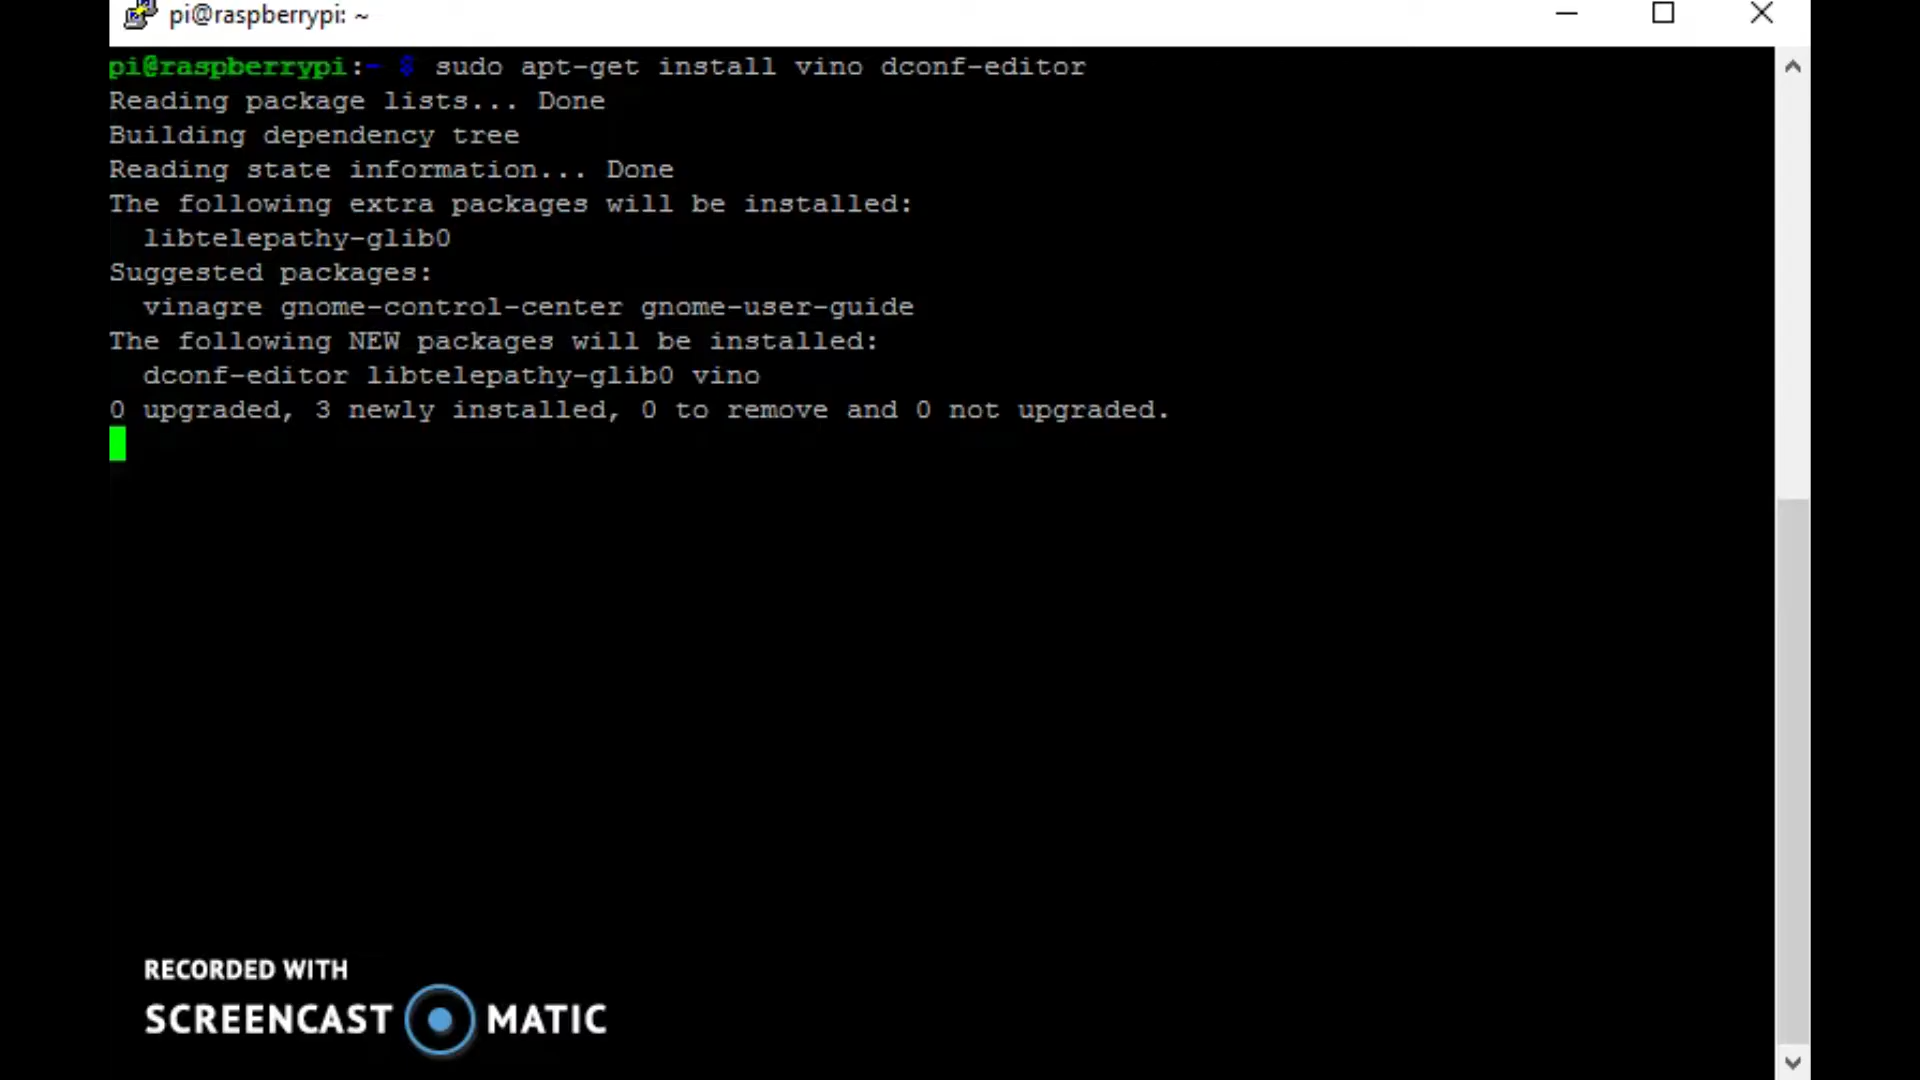 pi@raspberrypi: ~
pi@raspberrypi:~ $ sudo apt-get install vino dconf-editor
Reading package lists... Done
Building dependency tree
Reading state information... Done
The following extra packages will be installed:
  libtelepathy-glib0
Suggested packages:
  vinagre gnome-control-center gnome-user-guide
The following NEW packages will be installed:
  dconf-editor libtelepathy-glib0 vino
0 upgraded, 3 newly installed, 0 to remove and 0 not upgraded.
RECORDED WITH
SCREENCAST MATIC